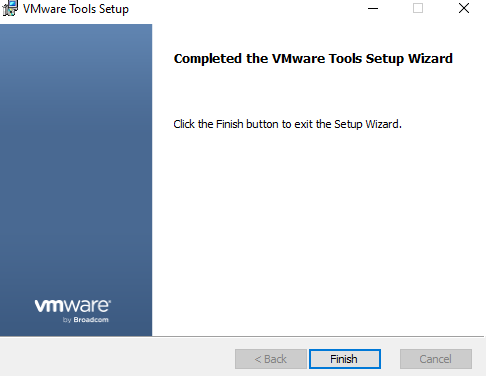 VMware Tools Setup
Completed the VMware Tools Setup Wizard
Click the Finish button to exit the Setup Wizard.
vmware®
by Broadcom
< Back
Finish
Cancel